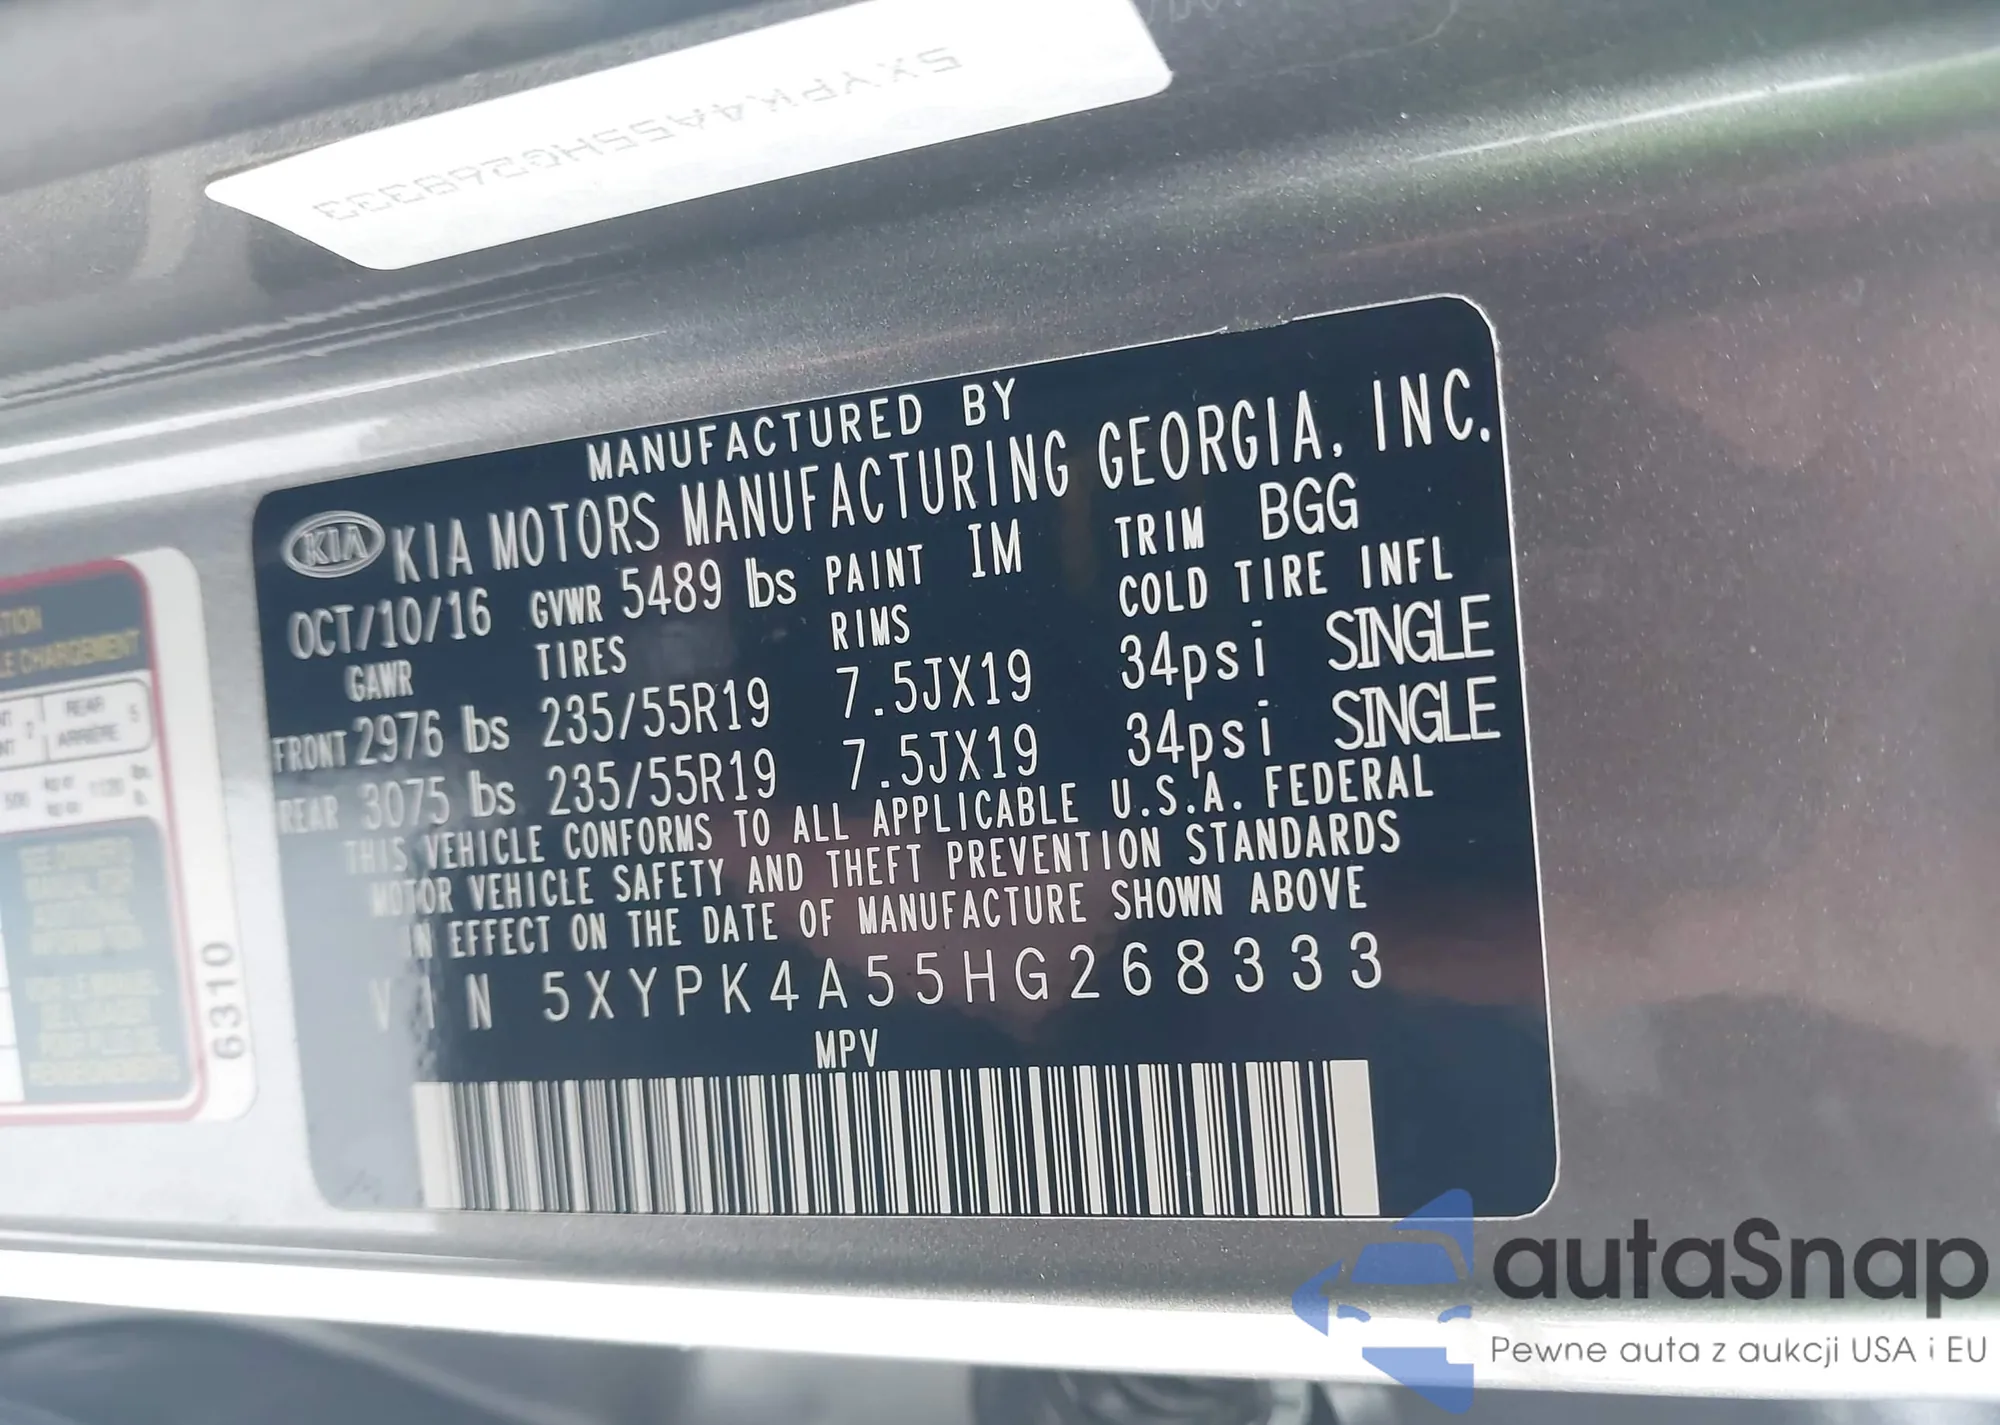 5XYPK4A55HG268333
MANUFACTURED BY
KIA KIA MOTORS MANUFACTURING GEORGIA, INC.
OCT/10/16 GVWR 5489 lbs PAINT IM TRIM BGG
GAWR TIRES RIMS COLD TIRE INFL
FRONT 2976 lbs 235/55R19 7.5JX19 34psi SINGLE
REAR 3075 lbs 235/55R19 7.5JX19 34psi SINGLE
THIS VEHICLE CONFORMS TO ALL APPLICABLE U.S.A. FEDERAL
MOTOR VEHICLE SAFETY AND THEFT PREVENTION STANDARDS
IN EFFECT ON THE DATE OF MANUFACTURE SHOWN ABOVE
VIN 5XYPK4A55HG268333
MPV
CHARGEMENT
REAR 5
ARRIÈRE
6310
autaSnap
Pewne auta z aukcji USA i EU